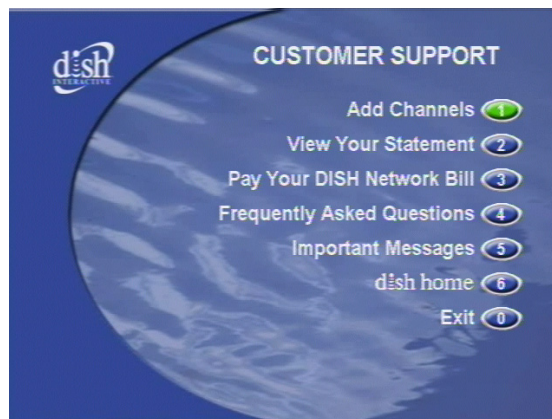 dish
INTERACTIVE
CUSTOMER SUPPORT
Add Channels 1
View Your Statement 2
Pay Your DISH Network Bill 3
Frequently Asked Questions 4
Important Messages 5
dish home 6
Exit 0